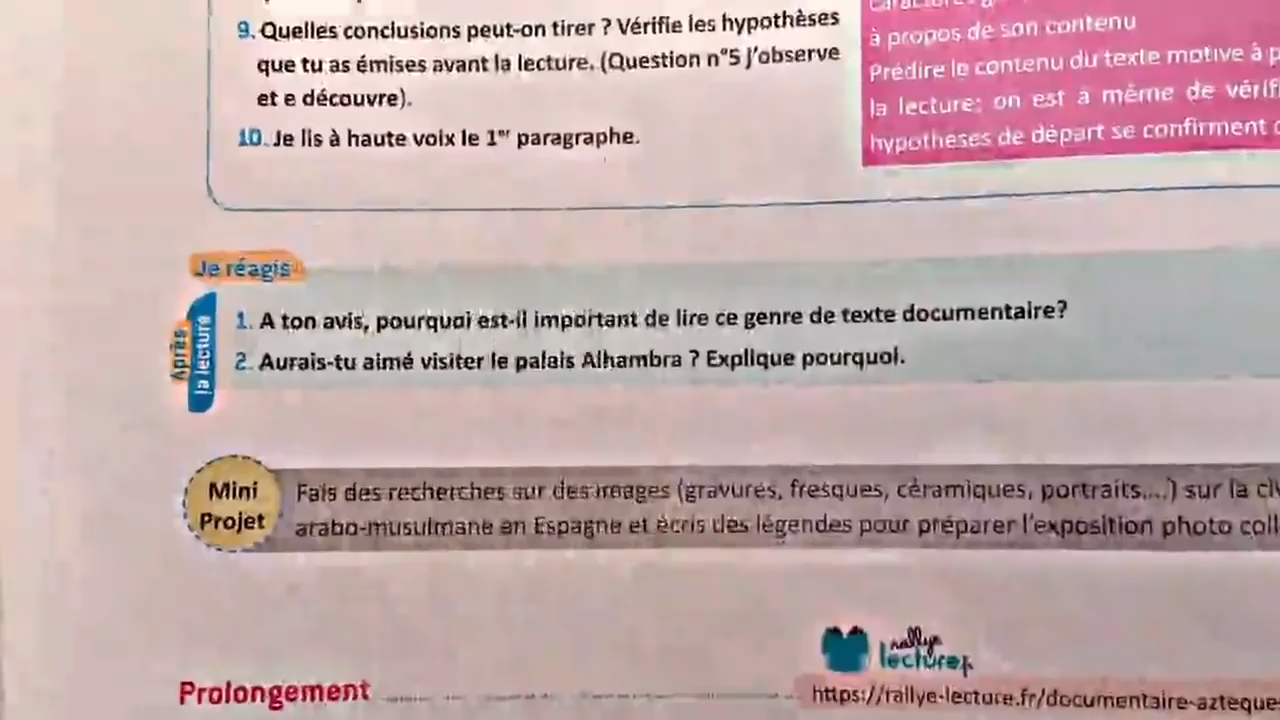 9. Quelles conclusions peut-on tirer ? Vérifie les hypothèses
que tu as émises avant la lecture. (Question n°5 J'observe
et e découvre).
10. Je lis à haute voix le 1er paragraphe.
à propos de son contenu
Prédire le contenu du texte motive à p
la lecture; on est à même de vérifi
hypothèses de départ se confirment
Je réagis
Après
la lecture
1. A ton avis, pourquoi est-il important de lire ce genre de texte documentaire?
2. Aurais-tu aimé visiter le palais Alhambra ? Explique pourquoi.
Mini
Projet
Fais des recherches sur des images (gravures, fresques, céramiques, portraits....) sur la
arabo-musulmane en Espagne et écris des légendes pour préparer l'exposition photo coll
rallye
lecture.fr
Prolongement
https://rallye-lecture.fr/documentaire-azteque